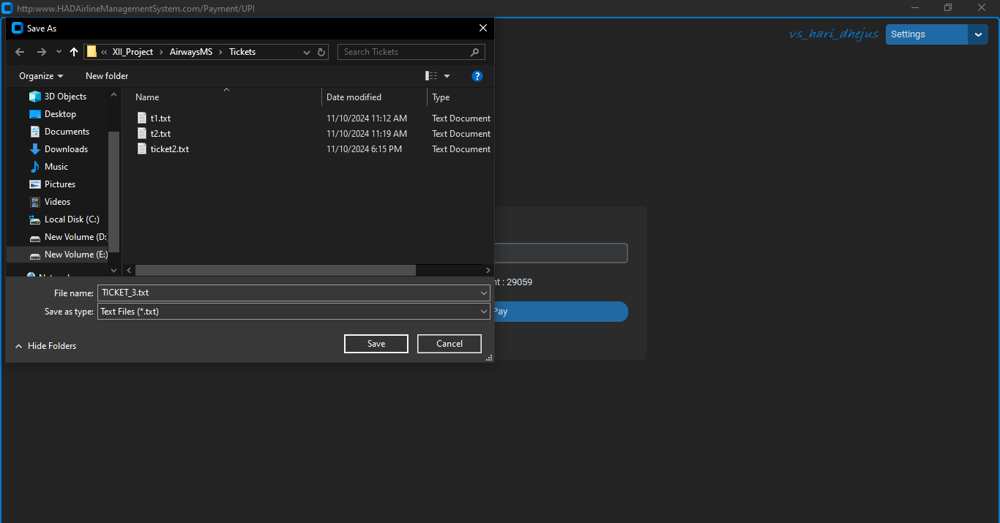 http:www.HADAirlineManagementSystem.com/Payment/UPI
Save As
vs_hari_dhejus
Settings
« XII_Project › AirwaysMS › Tickets
Search Tickets
Organize
New folder
?
Name
Date modified
Type
3D Objects
Desktop
Documents
Downloads
Music
Pictures
Videos
Local Disk (C:)
New Volume (D:
New Volume (E:)
t1.txt 11/10/2024 11:12 AM Text Document
t2.txt 11/10/2024 11:19 AM Text Document
ticket2.txt 11/10/2024 6:15 PM Text Document
nt : 29059
File name: TICKET_3.txt
Pay
Save as type: Text Files (*.txt)
Hide Folders
Save
Cancel